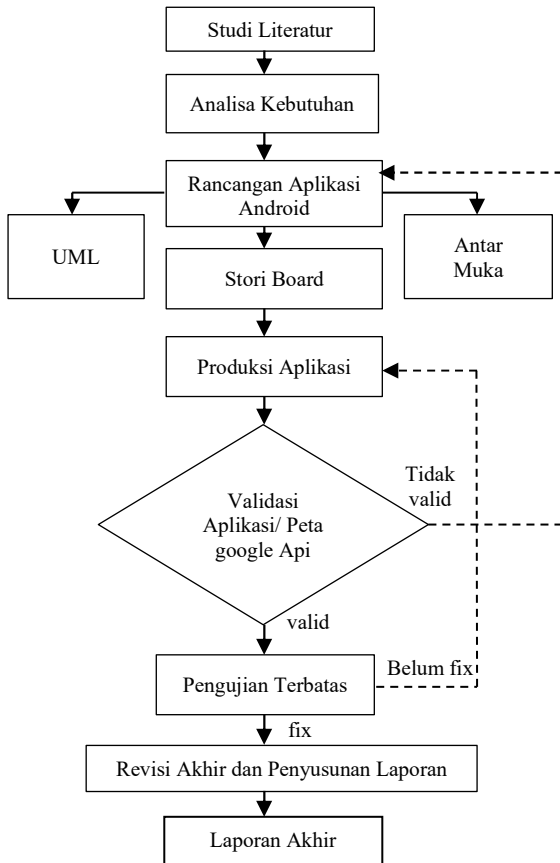 Studi Literatur
Analisa Kebutuhan
Rancangan Aplikasi
Android
UML
Antar
Muka
Stori Board
Produksi Aplikasi
Validasi
Aplikasi/ Peta
google Api
Tidak
valid
valid
Pengujian Terbatas
Belum fix
fix
Revisi Akhir dan Penyusunan Laporan
Laporan Akhir